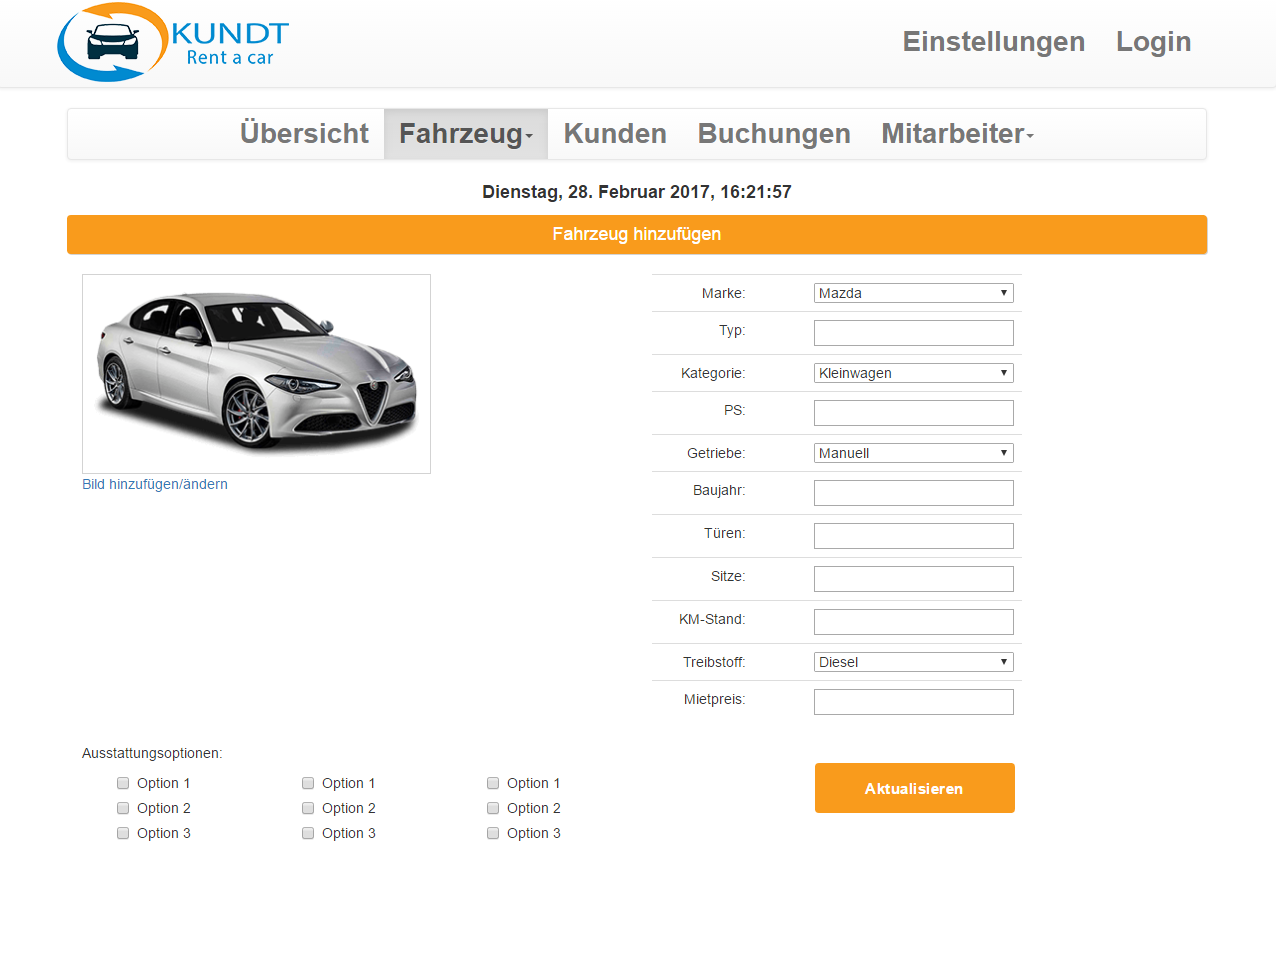 KUNDT
Rent a car
Einstellungen Login
Übersicht Fahrzeug Kunden Buchungen Mitarbeiter
Dienstag, 28. Februar 2017, 16:21:57
Fahrzeug hinzufügen
Bild hinzufügen/ändern
Marke: Mazda
Typ:
Kategorie: Kleinwagen
PS:
Getriebe: Manuell
Baujahr:
Türen:
Sitze:
KM-Stand:
Treibstoff: Diesel
Mietpreis:
Ausstattungsoptionen:
Option 1 Option 1 Option 1
Option 2 Option 2 Option 2
Option 3 Option 3 Option 3
Aktualisieren